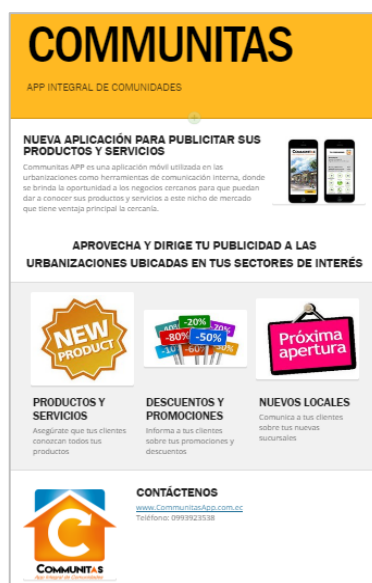 COMMUNITAS
APP INTEGRAL DE COMUNIDADES
NUEVA APLICACIÓN PARA PUBLICITAR SUS
PRODUCTOS Y SERVICIOS
Communitas APP es una aplicación móvil utilizada en las
urbanizaciones como herramientas de comunicación interna, donde
se brinda la oportunidad a los negocios cercanos para que puedan
dar a conocer sus productos y servicios a este nicho de mercado
que tiene ventaja principal la cercanía.
APROVECHA Y DIRIGE TU PUBLICIDAD A LAS
URBANIZACIONES UBICADAS EN TUS SECTORES DE INTERÉS
NEW
PRODUCT
-20%
-80%
-50%
Próxima
apertura
PRODUCTOS Y
SERVICIOS
Asegúrate que tus clientes
conozcan todos tus
productos
DESCUENTOS Y
PROMOCIONES
Informa a tus clientes
sobre tus promociones y
descuentos
NUEVOS LOCALES
Comunica a tus clientes
sobre tus nuevas
sucursales
COMMUNITAS
App Integral de Comunidades
CONTÁCTENOS
www.CommunitasApp.com.ec
Teléfono: 0993923538